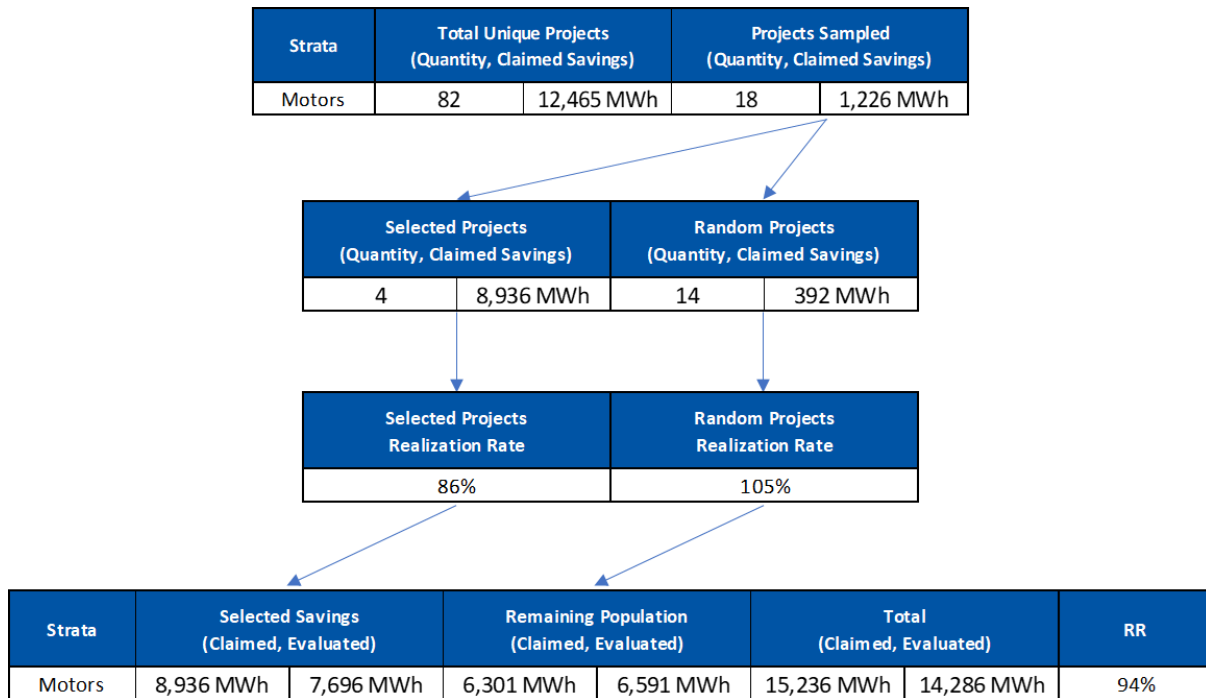 Strata
Total Unique Projects
(Quantity, Claimed Savings)
Projects Sampled
(Quantity, Claimed Savings)
Motors 82 12,465 MWh 18 1,226 MWh
Selected Projects
(Quantity, Claimed Savings)
Random Projects
(Quantity, Claimed Savings)
4 8,936 MWh 14 392 MWh
Selected Projects
Realization Rate
Random Projects
Realization Rate
86% 105%
Strata
Selected Savings
(Claimed, Evaluated)
Remaining Population
(Claimed, Evaluated)
Total
(Claimed, Evaluated)
RR
Motors 8,936 MWh 7,696 MWh 6,301 MWh 6,591 MWh 15,236 MWh 14,286 MWh 94%